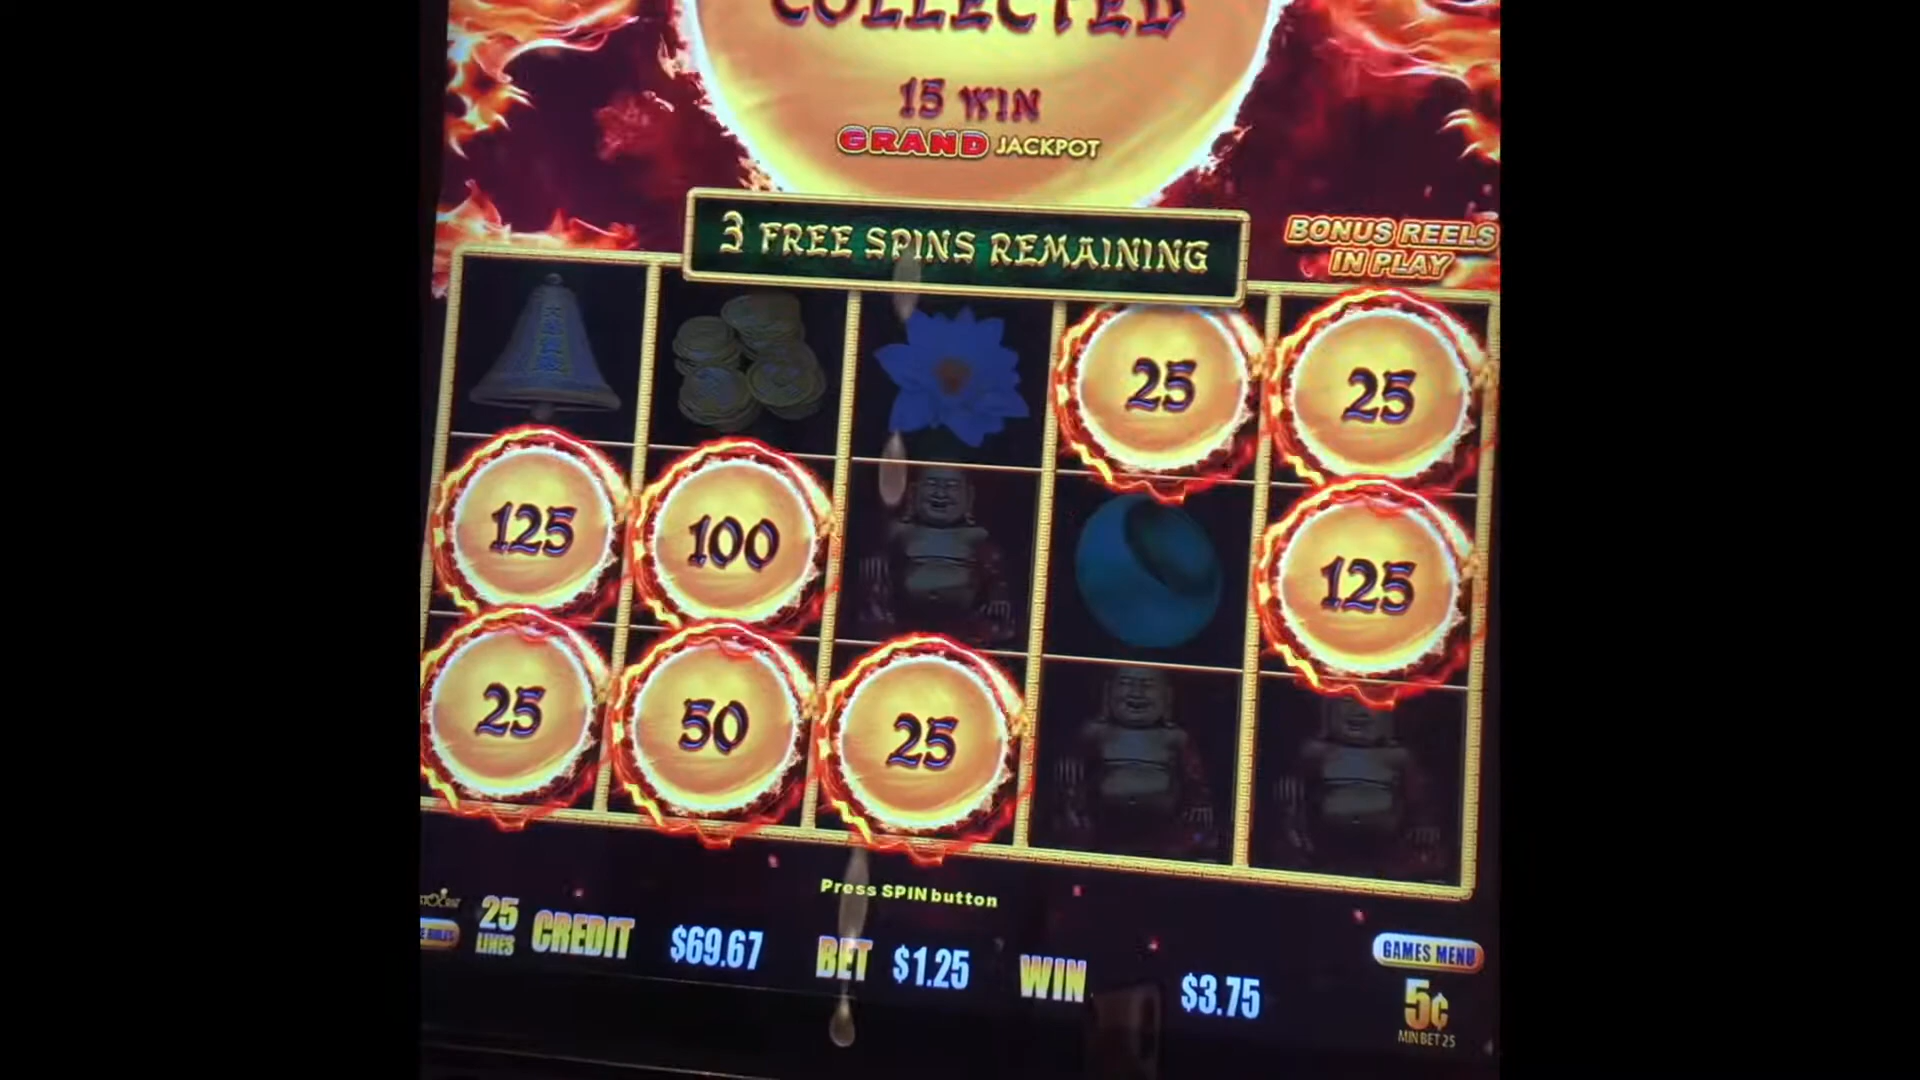 COLLECTED
15 WIN
GRAND JACKPOT
3 FREE SPINS REMAINING
BONUS REELS
IN PLAY
25
25
125
100
125
25
50
25
Press SPIN button
25
LINES
CREDIT
$69.67
BET
$1.25
WIN
$3.75
GAMES MENU
5¢
MIN BET 25